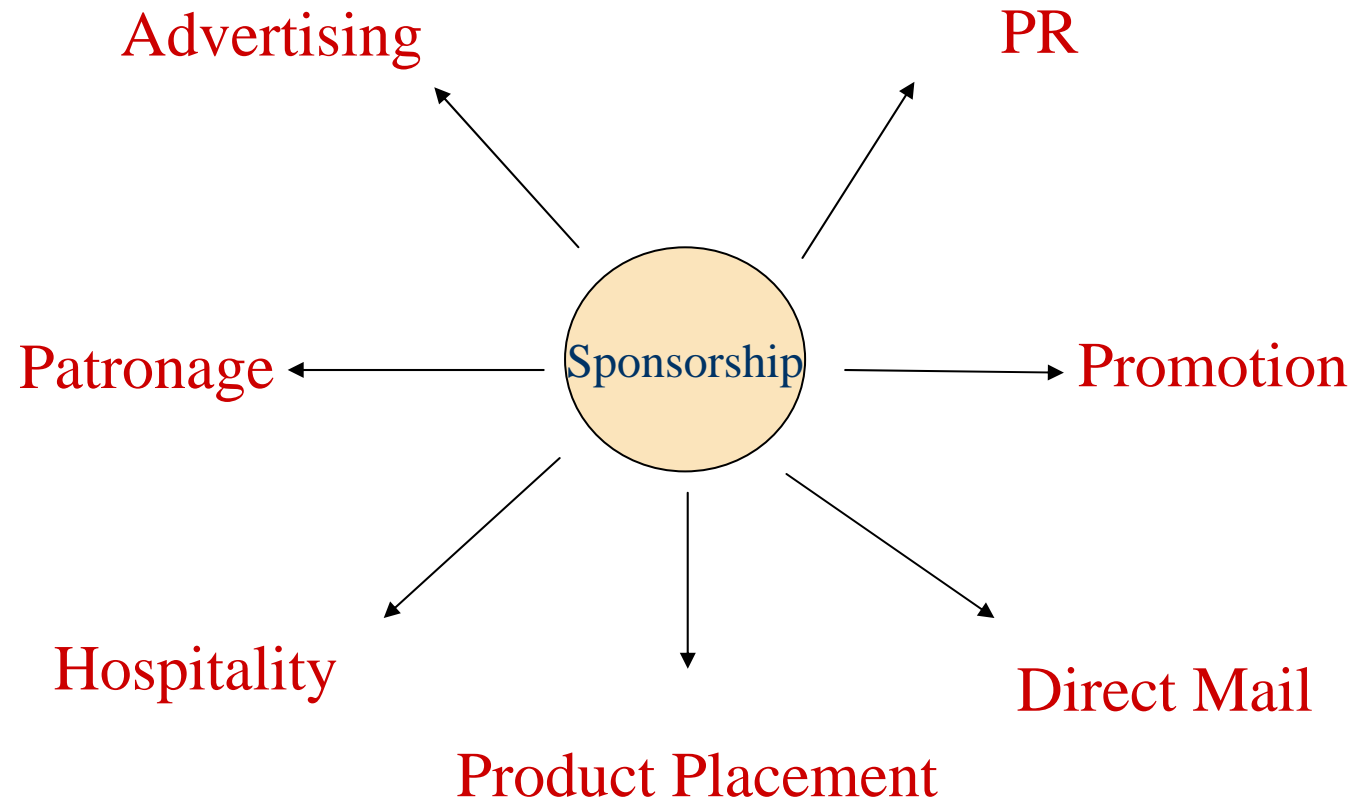 Advertising
PR
Patronage
Sponsorship
Promotion
Hospitality
Direct Mail
Product Placement